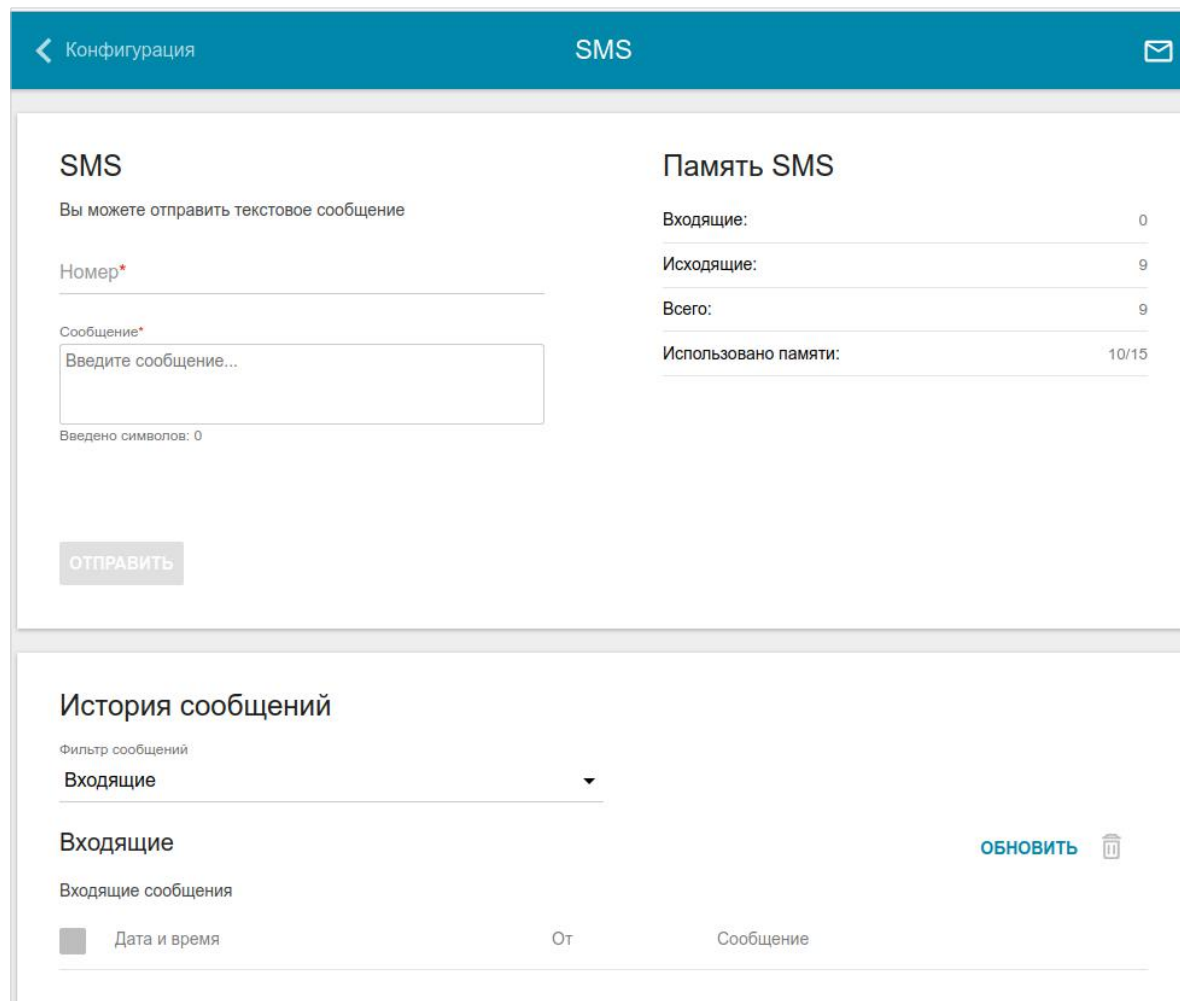 Конфигурация
SMS
SMS
Вы можете отправить текстовое сообщение
Номер*
Сообщение*
Введите сообщение...
Введено символов: 0
ОТПРАВИТЬ
Память SMS
Входящие: 0
Исходящие: 9
Всего: 9
Использовано памяти: 10/15
История сообщений
Фильтр сообщений
Входящие
Входящие
ОБНОВИТЬ
Входящие сообщения
Дата и время От Сообщение